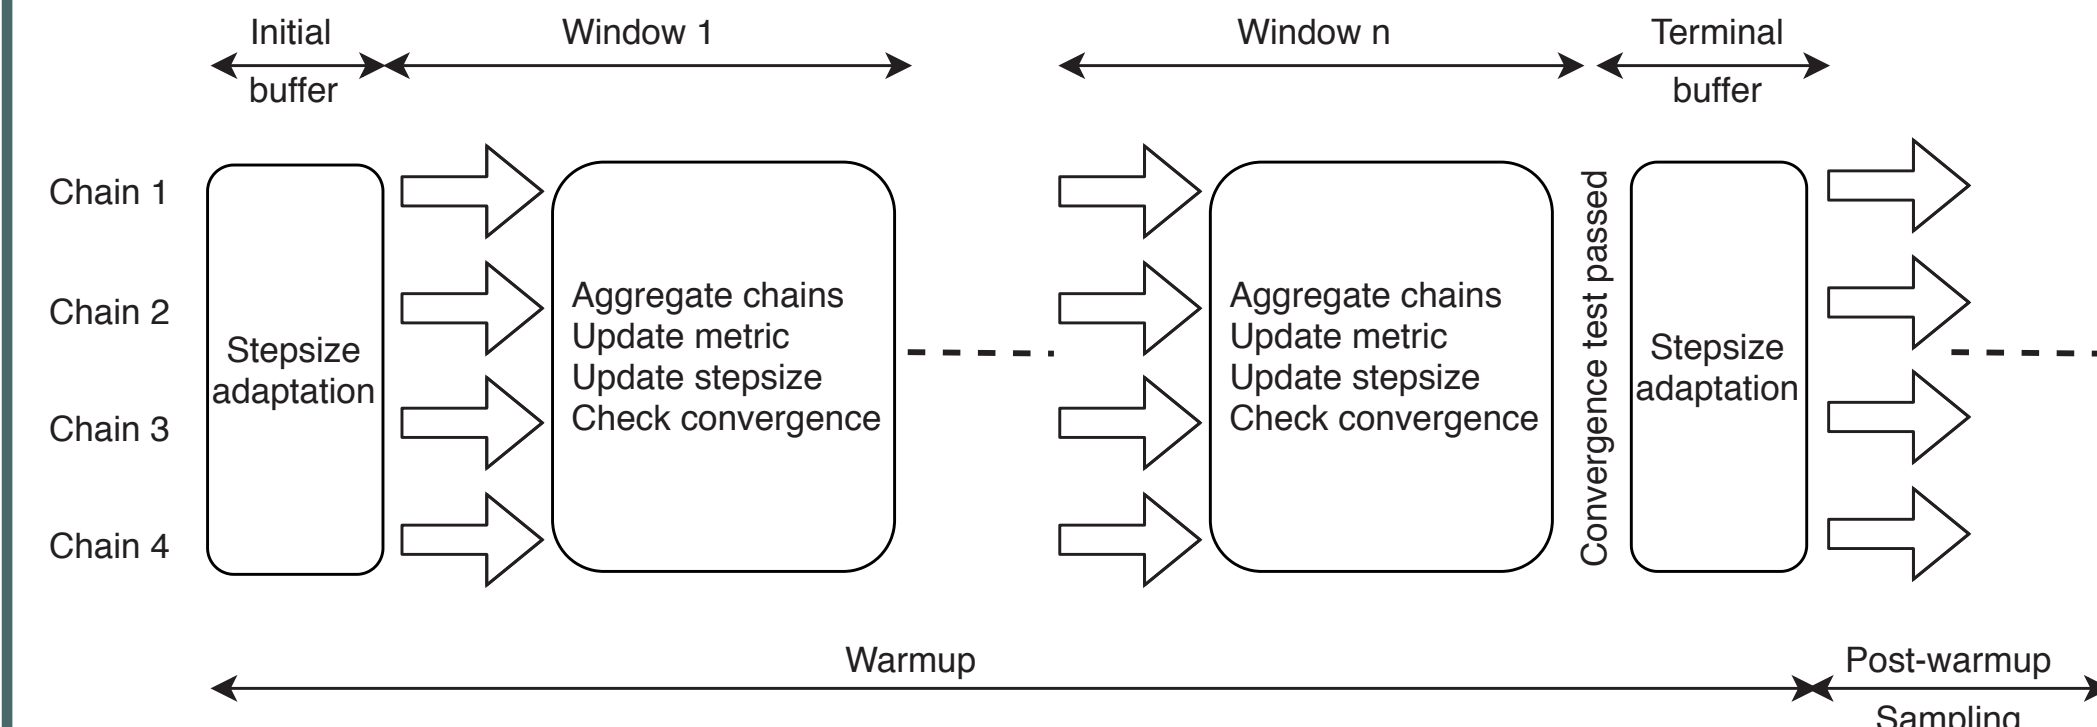 Initial
buffer
Window 1
Window n
Terminal
buffer
Chain 1
Chain 2
Chain 3
Chain 4
Stepsize
adaptation
Aggregate chains
Update metric
Update stepsize
Check convergence
Aggregate chains
Update metric
Update stepsize
Check convergence
Convergence test passed
Stepsize
adaptation
Warmup
Post-warmup
Sampling